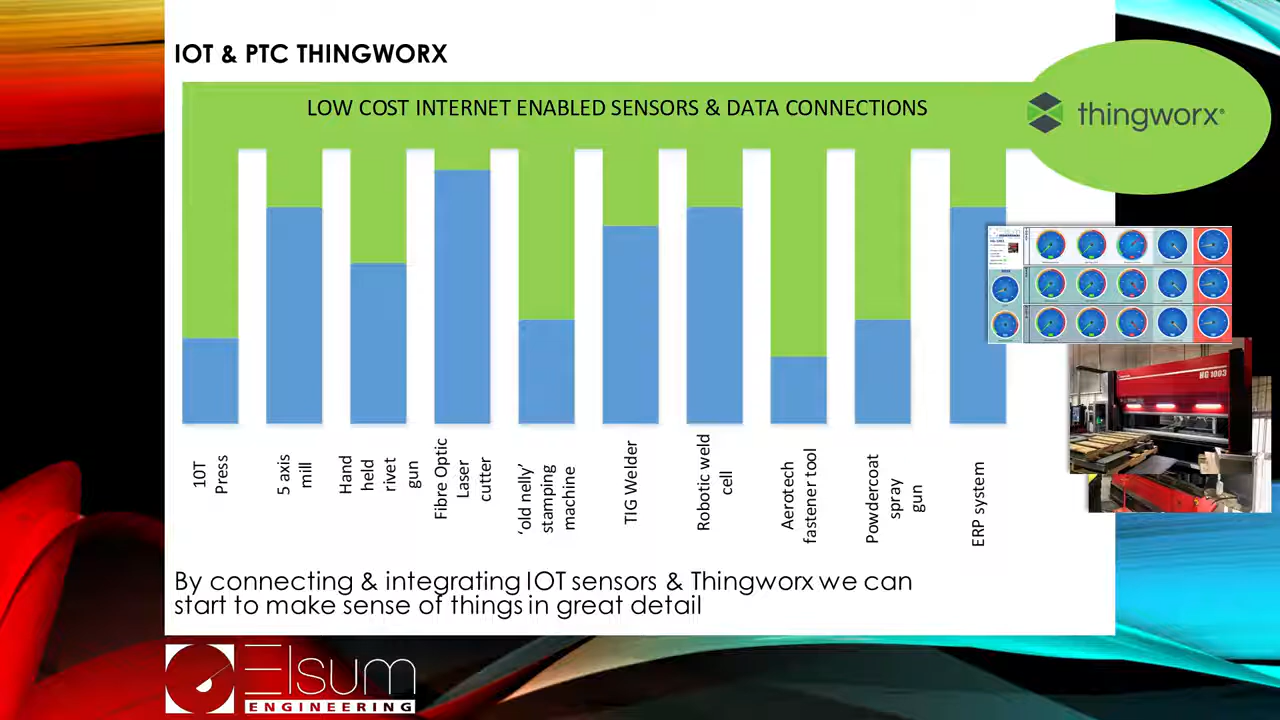 IOT & PTC THINGWORX
LOW COST INTERNET ENABLED SENSORS & DATA CONNECTIONS
thingworx®
10T
Press
5 axis
mill
Hand
held
rivet
gun
Fibre Optic
Laser
cutter
‘old nelly’
stamping
machine
TIG Welder
Robotic weld
cell
Aerotech
fastener tool
Powdercoat
spray
gun
ERP system
HG 1003
By connecting & integrating IOT sensors & Thingworx we can
start to make sense of things in great detail
Elsum
ENGINEERING